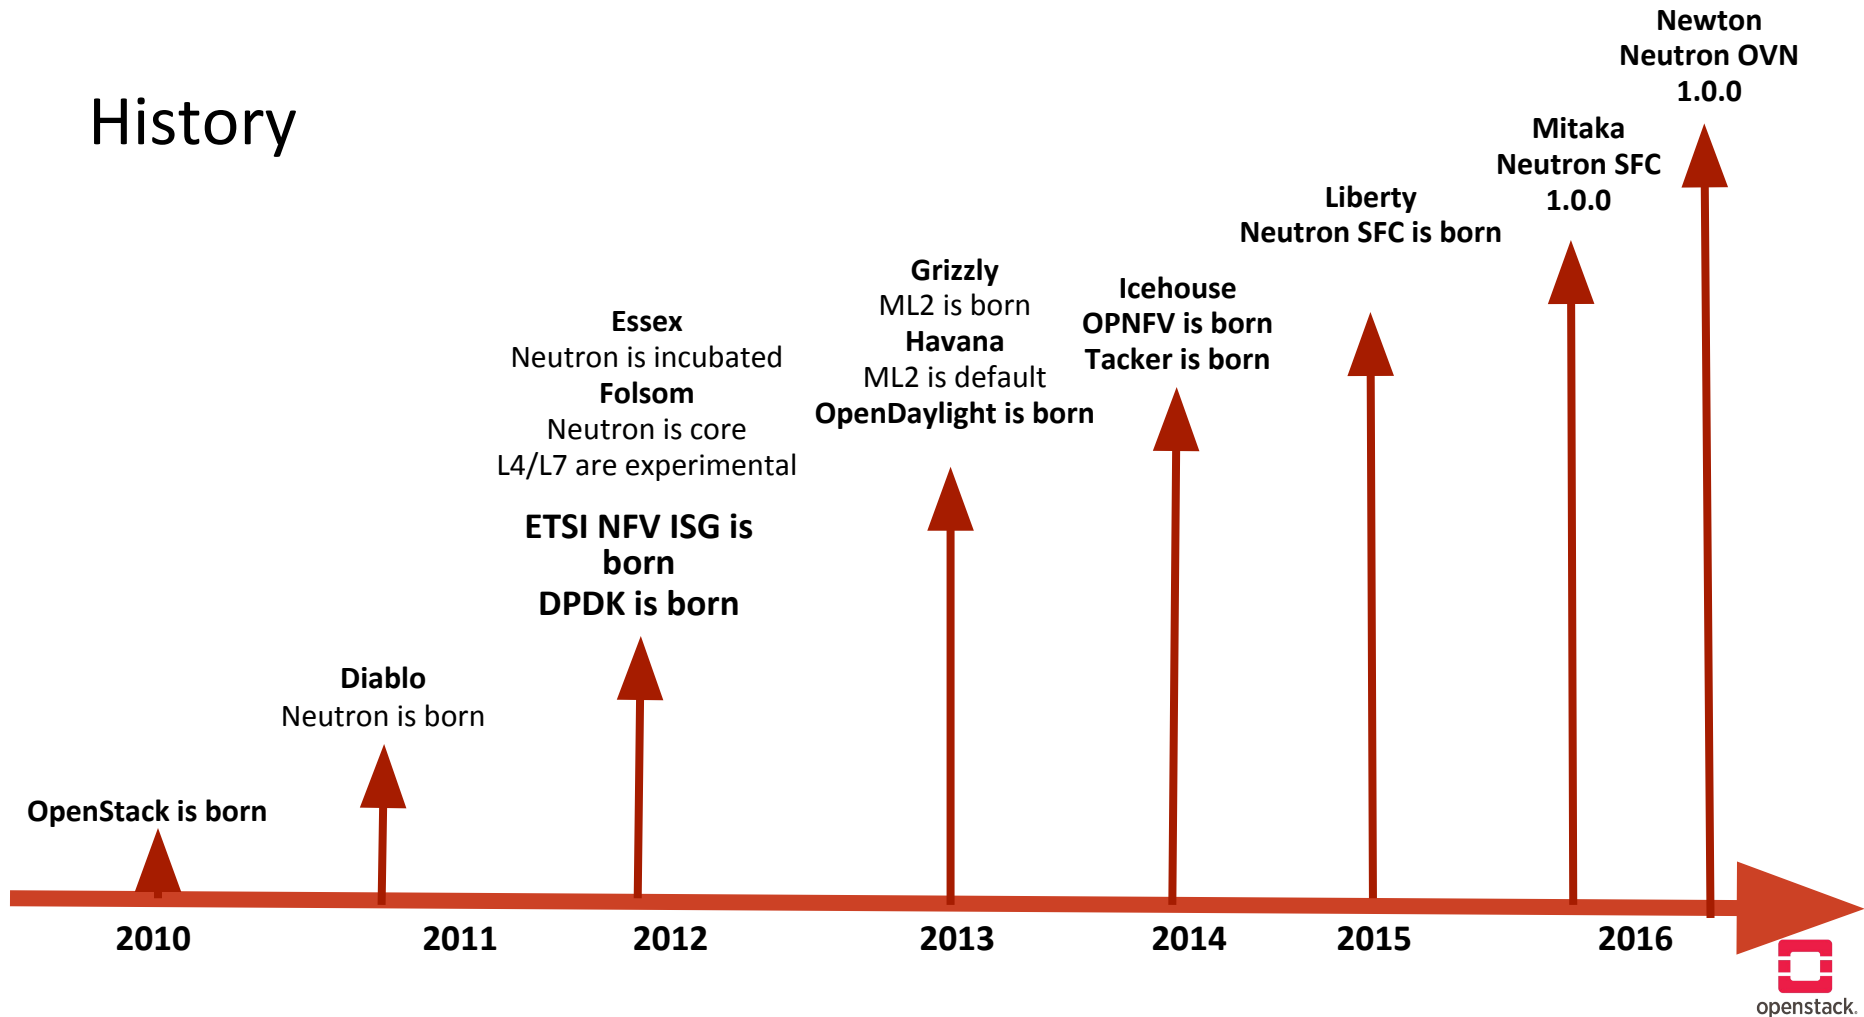 History
OpenStack is born
Diablo
Neutron is born
Essex
Neutron is incubated
Folsom
Neutron is core
L4/L7 are experimental
ETSI NFV ISG is
born
DPDK is born
Grizzly
ML2 is born
Havana
ML2 is default
OpenDaylight is born
Icehouse
OPNFV is born
Tacker is born
Liberty
Neutron SFC is born
Mitaka
Neutron SFC
1.0.0
Newton
Neutron OVN
1.0.0
2010 2011 2012 2013 2014 2015 2016
openstack.